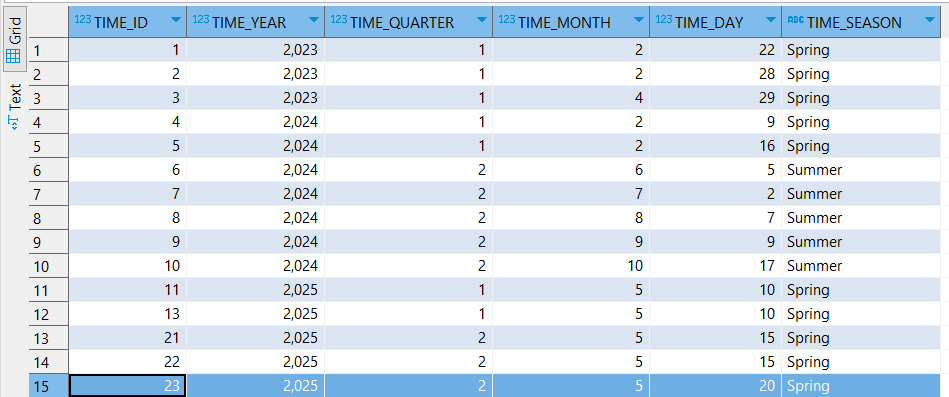 Grid
Text
123 TIME_ID 123 TIME_YEAR 123 TIME_QUARTER 123 TIME_MONTH 123 TIME_DAY ABC TIME_SEASON
1 1 2,023 1 2 22 Spring
2 2 2,023 1 2 28 Spring
3 3 2,023 1 4 29 Spring
4 4 2,024 1 2 9 Spring
5 5 2,024 1 2 16 Spring
6 6 2,024 2 6 5 Summer
7 7 2,024 2 7 2 Summer
8 8 2,024 2 8 7 Summer
9 9 2,024 2 9 9 Summer
10 10 2,024 2 10 17 Summer
11 11 2,025 1 5 10 Spring
12 13 2,025 1 5 10 Spring
13 21 2,025 2 5 15 Spring
14 22 2,025 2 5 15 Spring
15 23 2,025 2 5 20 Spring